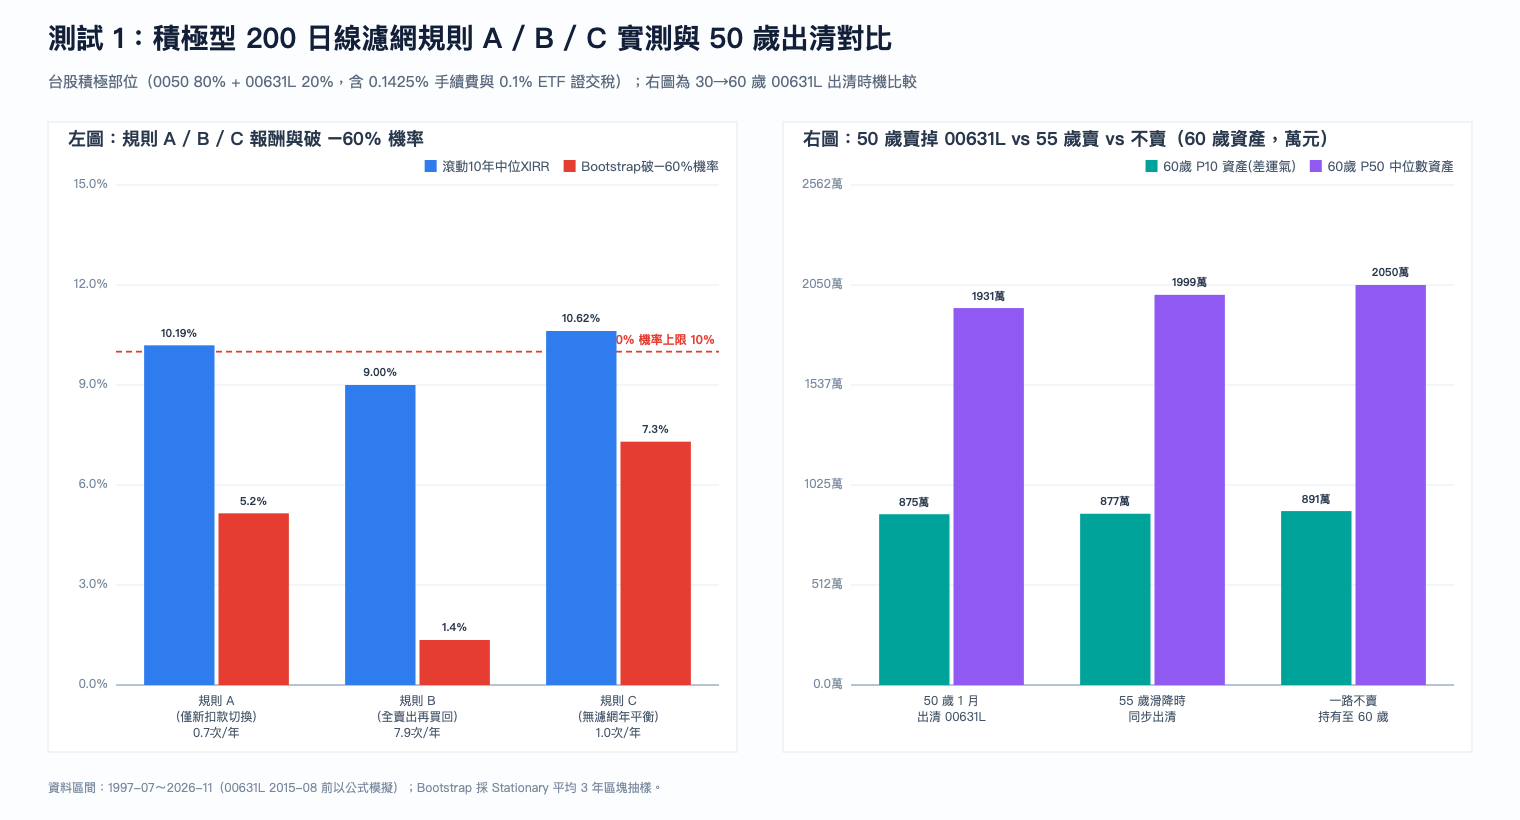 測試 1：積極型 200 日線濾網規則 A / B / C 實測與 50 歲出清對比
台股積極部位（0050 80% + 00631L 20%，含 0.1425% 手續費與 0.1% ETF 證交稅）；右圖為 30→60 歲 00631L 出清時機比較
左圖：規則 A / B / C 報酬與破 −60% 機率
滾動10年中位XIRR
Bootstrap破−60%機率
15.0%
12.0%
9.0%
6.0%
3.0%
0.0%
10.19%
5.2%
9.00%
1.4%
10.62%
7.3%
0% 機率上限 10%
規則 A
(僅新扣款切換)
0.7次/年
規則 B
(全賣出再買回)
7.9次/年
規則 C
(無濾網年平衡)
1.0次/年
右圖：50 歲賣掉 00631L vs 55 歲賣 vs 不賣（60 歲資產，萬元）
60歲 P10 資產(差運氣)
60歲 P50 中位數資產
2562萬
2050萬
1537萬
1025萬
512萬
0.0萬
875萬
1931萬
877萬
1999萬
891萬
2050萬
50 歲 1 月
出清 00631L
55 歲滑降時
同步出清
一路不賣
持有至 60 歲
資料區間：1997-07～2026-11（00631L 2015-08 前以公式模擬）；Bootstrap 採 Stationary 平均 3 年區塊抽樣。